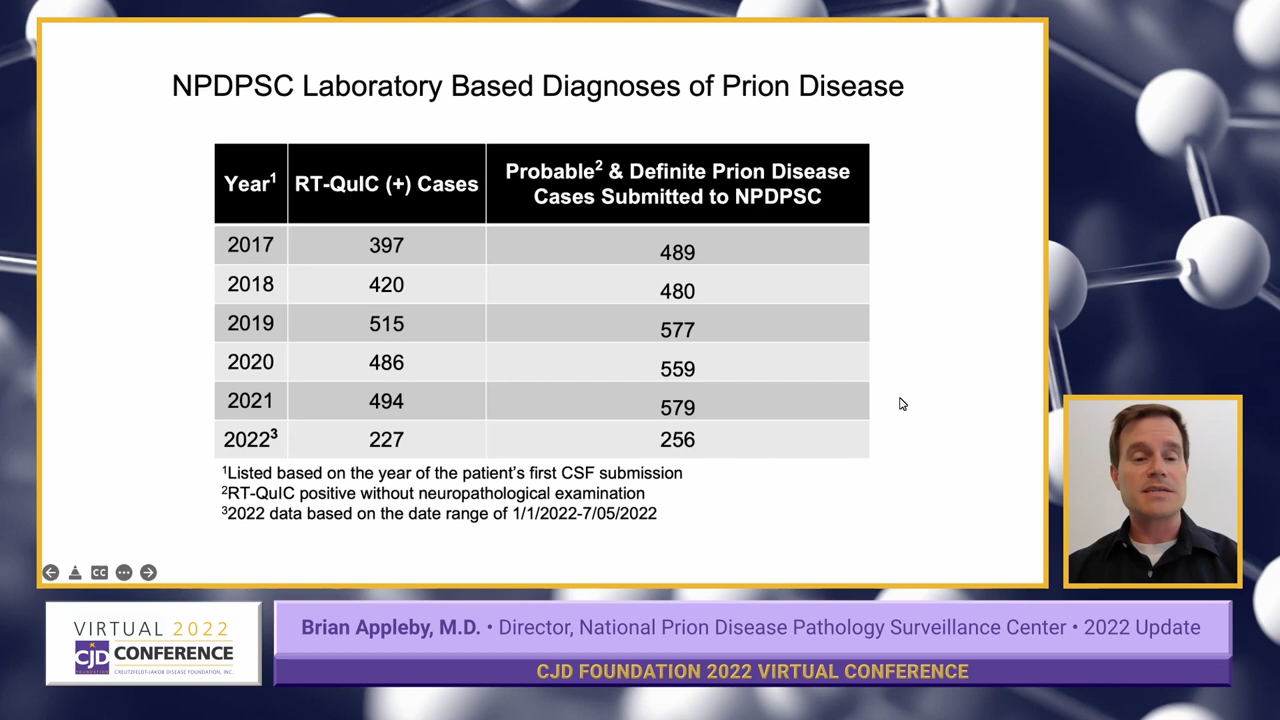 NPDPSC Laboratory Based Diagnoses of Prion Disease
Year¹ RT-QuIC (+) Cases Probable² & Definite Prion Disease
Cases Submitted to NPDPSC
2017 397 489
2018 420 480
2019 515 577
2020 486 559
2021 494 579
2022³ 227 256
¹Listed based on the year of the patient's first CSF submission
²RT-QuIC positive without neuropathological examination
³2022 data based on the date range of 1/1/2022-7/05/2022
CC
VIRTUAL 2022
CJD CONFERENCE
FOUNDATION
CREUTZFELDT-JAKOB DISEASE FOUNDATION, INC.
Brian Appleby, M.D. • Director, National Prion Disease Pathology Surveillance Center • 2022 Update
CJD FOUNDATION 2022 VIRTUAL CONFERENCE